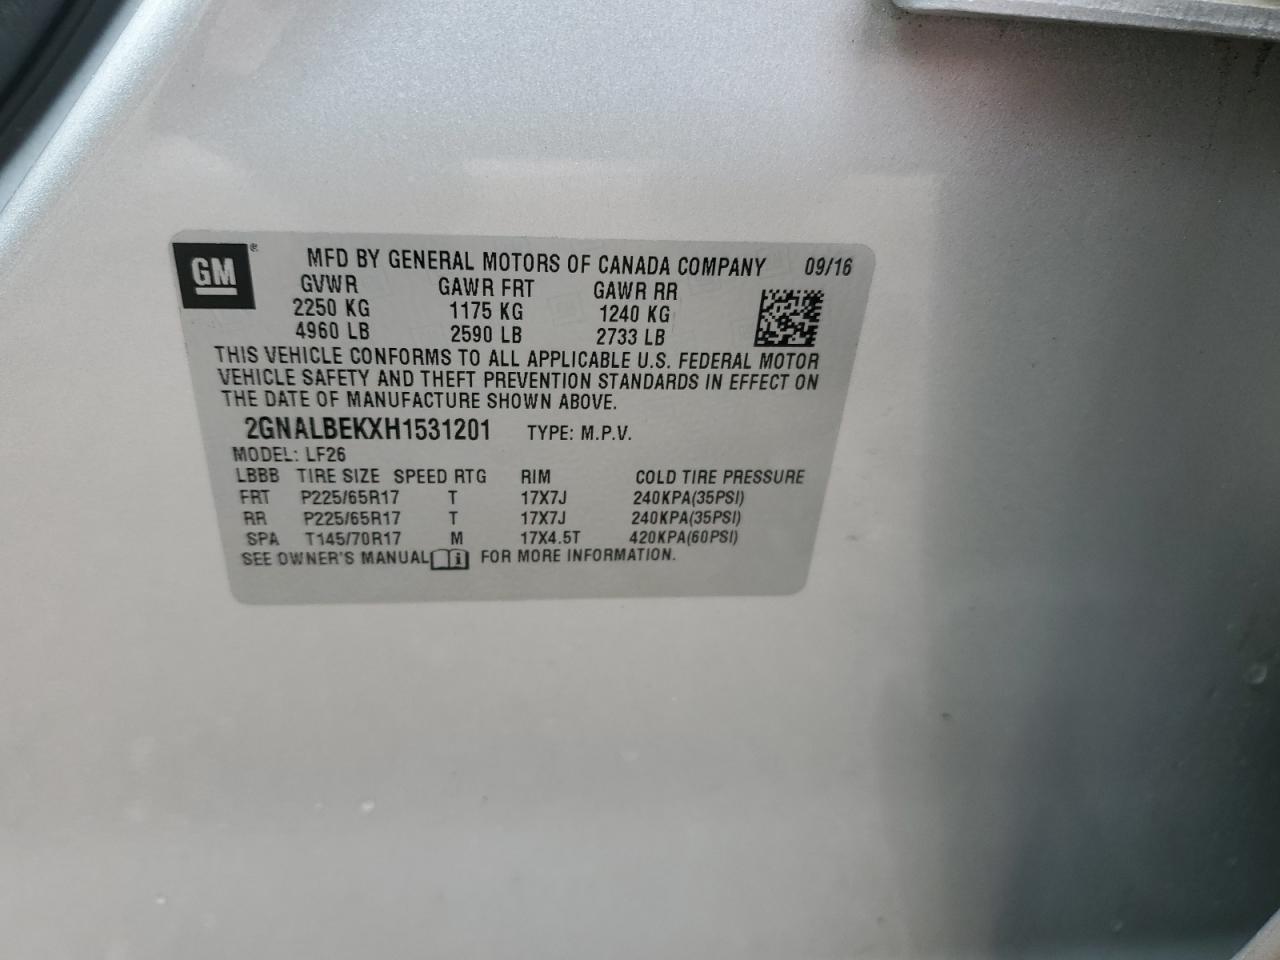 GM®
MFD BY GENERAL MOTORS OF CANADA COMPANY 09/16
GVWR GAWR FRT GAWR RR
2250 KG 1175 KG 1240 KG
4960 LB 2590 LB 2733 LB
THIS VEHICLE CONFORMS TO ALL APPLICABLE U.S. FEDERAL MOTOR
VEHICLE SAFETY AND THEFT PREVENTION STANDARDS IN EFFECT ON
THE DATE OF MANUFACTURE SHOWN ABOVE.
2GNALBEKXH1531201 TYPE: M.P.V.
MODEL: LF26
LBBB TIRE SIZE SPEED RTG RIM COLD TIRE PRESSURE
FRT P225/65R17 T 17X7J 240KPA(35PSI)
RR P225/65R17 T 17X7J 240KPA(35PSI)
SPA T145/70R17 M 17X4.5T 420KPA(60PSI)
SEE OWNER'S MANUAL i FOR MORE INFORMATION.